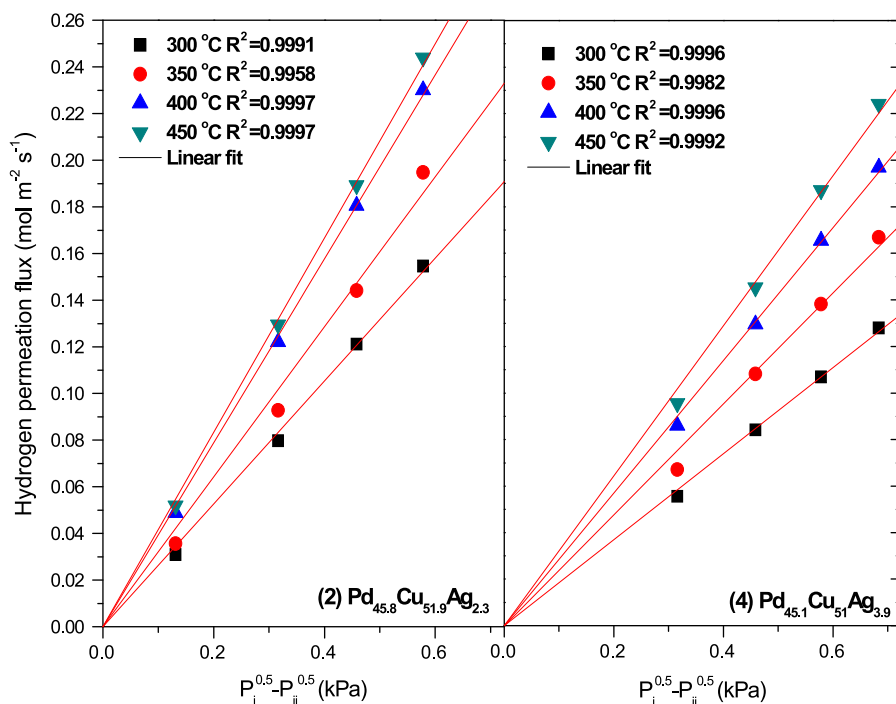 0.26
0.24
0.22
0.20
0.18
0.16
0.14
0.12
0.10
0.08
0.06
0.04
0.02
0.00
Hydrogen permeation flux (mol m⁻² s⁻¹)
300 °C R²=0.9991
350 °C R²=0.9958
400 °C R²=0.9997
450 °C R²=0.9997
Linear fit
(2) Pd₄₅.₈Cu₅₁.₉Ag₂.₃
0.0 0.2 0.4 0.6
Pᵢ⁰·⁵-Pᵢᵢ⁰·⁵ (kPa)
300 °C R²=0.9996
350 °C R²=0.9982
400 °C R²=0.9996
450 °C R²=0.9992
Linear fit
(4) Pd₄₅.₁Cu₅₁Ag₃.₉
0.0 0.2 0.4 0.6
Pᵢ⁰·⁵-Pᵢᵢ⁰·⁵ (kPa)